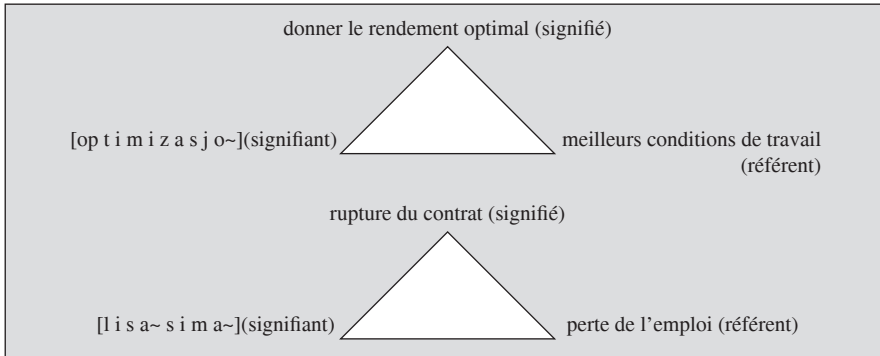 donner le rendement optimal (signifié)
[op t i m i z a s j o~](signifiant)
meilleurs conditions de travail
(référent)
rupture du contrat (signifié)
[l i s a~ s i m a~](signifiant)
perte de l'emploi (référent)